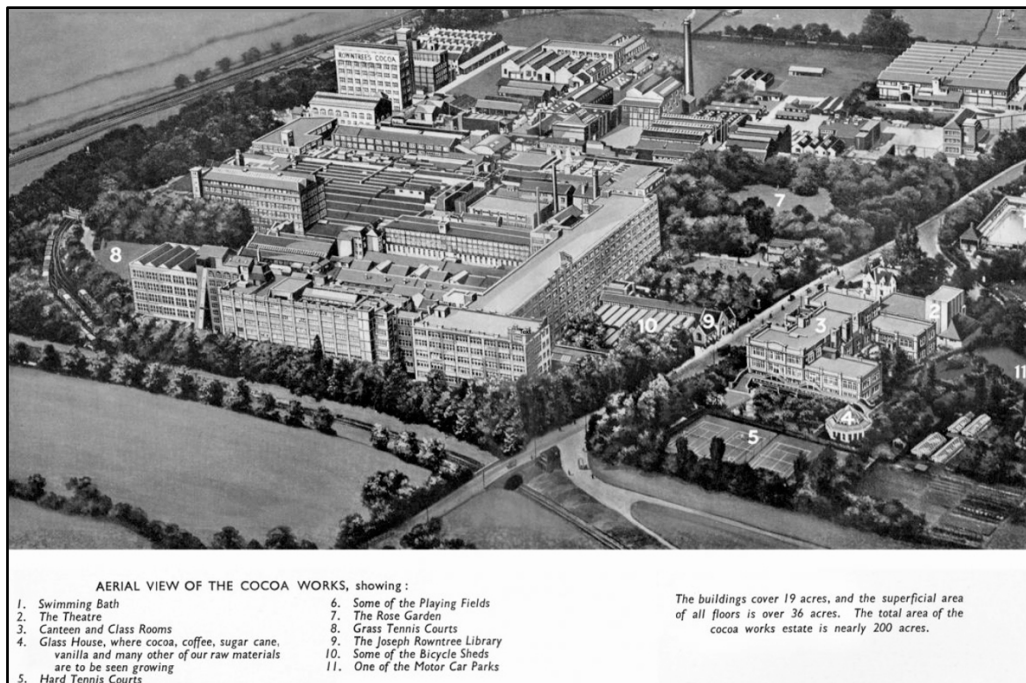 ROWNTREES COCOA
7
8
2
3
10
9
11
4
5
AERIAL VIEW OF THE COCOA WORKS, showing :
1. Swimming Bath
2. The Theatre
3. Canteen and Class Rooms
4. Glass House, where cocoa, coffee, sugar cane,
vanilla and many other of our raw materials
are to be seen growing
5. Hard Tennis Courts
6. Some of the Playing Fields
7. The Rose Garden
8. Grass Tennis Courts
9. The Joseph Rowntree Library
10. Some of the Bicycle Sheds
11. One of the Motor Car Parks
The buildings cover 19 acres, and the superficial area
of all floors is over 36 acres. The total area of the
cocoa works estate is nearly 200 acres.